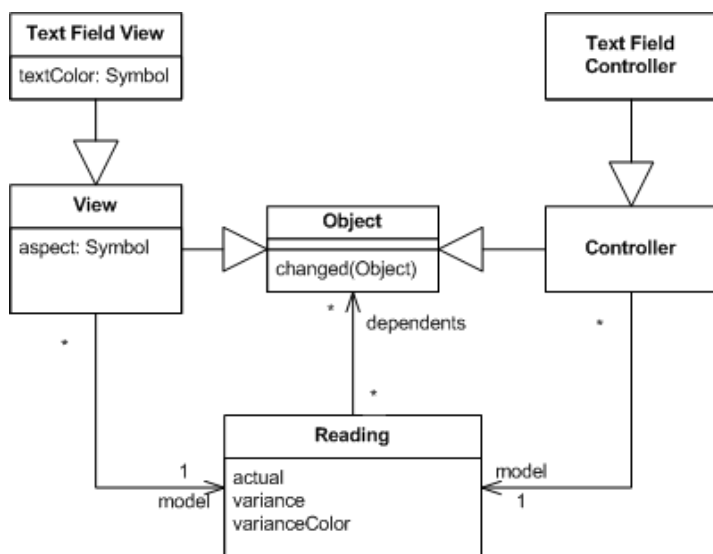 Text Field View
textColor: Symbol
Text Field
Controller
View
aspect: Symbol
Object
changed(Object)
Controller
*
*
dependents
*
*
Reading
actual
variance
varianceColor
1
model
model
1